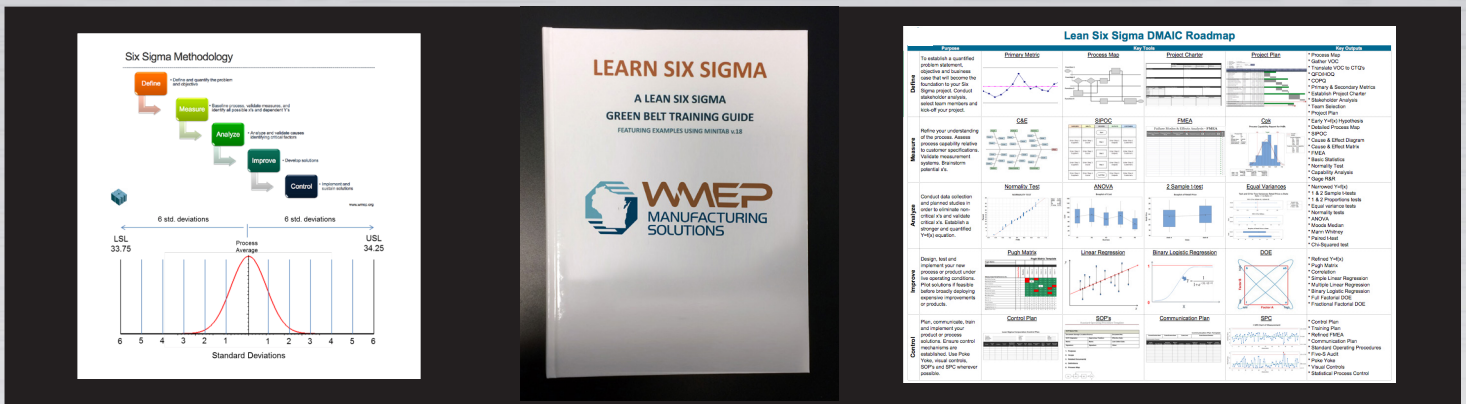 Six Sigma Methodology
Define
• Define and quantify the problem
and objective
Measure
• Baseline process, validate measures, and
identify all possible x's and dependent Y's
Analyze
• Analyze and validate causes
identifying critical factors
Improve
• Develop solutions
Control
• Implement and
sustain solutions
www.wmep.org
6 std. deviations
6 std. deviations
LSL
33.75
Process
Average
USL
34.25
6 5 4 3 2 1 1 2 3 4 5 6
Standard Deviations
LEARN SIX SIGMA
A LEAN SIX SIGMA
GREEN BELT TRAINING GUIDE
FEATURING EXAMPLES USING MINITAB v.18
WMEP
MANUFACTURING
SOLUTIONS
Lean Six Sigma DMAIC Roadmap
Purpose
Key Tools
Key Outputs
Define
To establish a quantified
problem statement,
objective and business
case that will become the
foundation to your Six
Sigma project. Conduct
stakeholder analysis,
select team members and
kick-off your project.
Primary Metric
Process Map
Project Charter
Project Plan
* Process Map
* Gather VOC
* Translate VOC to CTQ's
* QFD/HOQ
* COPQ
* Primary & Secondary Metrics
* Establish Project Charter
* Stakeholder Analysis
* Team Selection
* Project Plan
Measure
Refine your understanding
of the process. Assess
process capability relative
to customer specifications.
Validate measurement
systems. Brainstorm
potential x's.
C&E
SIPOC
FMEA
Failure Modes & Effects Analysis - FMEA
Cpk
* Early Y=f(x) Hypothesis
* Detailed Process Map
* SIPOC
* Cause & Effect Diagram
* Cause & Effect Matrix
* FMEA
* Basic Statistics
* Normality Test
* Capability Analysis
* Gage R&R
Analyze
Conduct data collection
and planned studies in
order to eliminate non-
critical x's and validate
critical x's. Establish a
stronger and quantified
Y=f(x) equation.
Normality Test
ANOVA
2 Sample t-test
Equal Variances
* Narrowed Y=f(x)
* 1 & 2 Sample t-tests
* 1 & 2 Proportions tests
* Equal variance tests
* Normality tests
* ANOVA
* Moods Median
* Mann Whitney
* Paired t-test
* Chi-Squared test
Improve
Design, test and
implement your new
process or product under
live operating conditions.
Pilot solutions if feasible
before broadly deploying
expensive improvements
or products.
Pugh Matrix
Linear Regression
Binary Logistic Regression
DOE
* Refined Y=f(x)
* Pugh Matrix
* Correlation
* Simple Linear Regression
* Multiple Linear Regression
* Binary Logistic Regression
* Full Factorial DOE
* Fractional Factorial DOE
Control
Plan, communicate, train
and implement your
product or process
solutions. Ensure control
mechanisms are
established. Use Poke
Yoke, visual controls,
SOP's and SPC wherever
possible.
Control Plan
SOP's
Communication Plan
SPC
* Control Plan
* Training Plan
* Refined FMEA
* Communication Plan
* Standard Operating Procedures
* Five-S Audit
* Poke Yoke
* Visual Controls
* Statistical Process Control